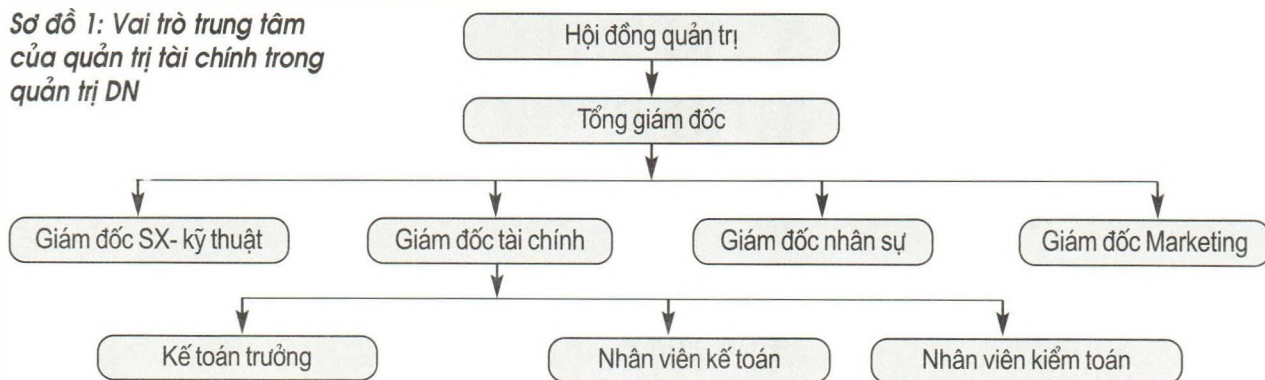 Sơ đồ 1: Vai trò trung tâm
của quản trị tài chính trong
quản trị DN
Hội đồng quản trị
Tổng giám đốc
Giám đốc SX- kỹ thuật
Giám đốc tài chính
Giám đốc nhân sự
Giám đốc Marketing
Kế toán trưởng
Nhân viên kế toán
Nhân viên kiểm toán